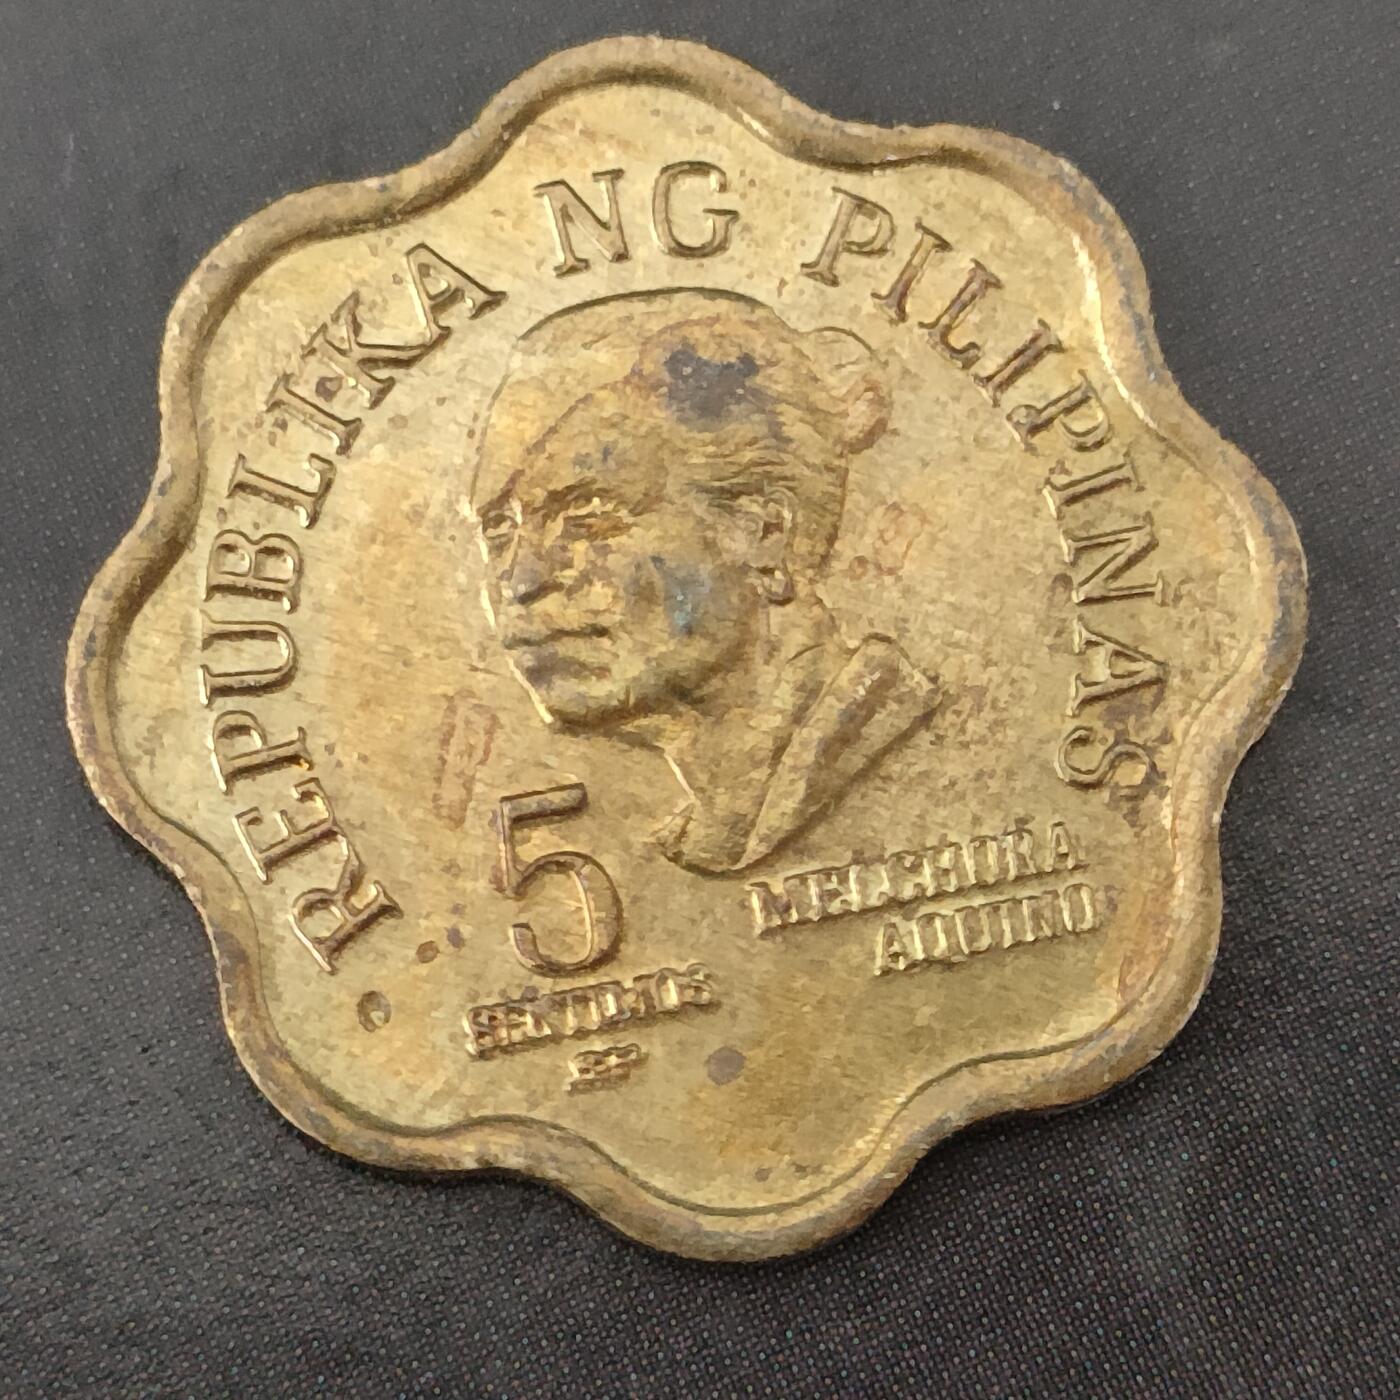 REPUBLIKA NG PILIPINAS
5
SENTIMOS
MELCHORA
AQUINO